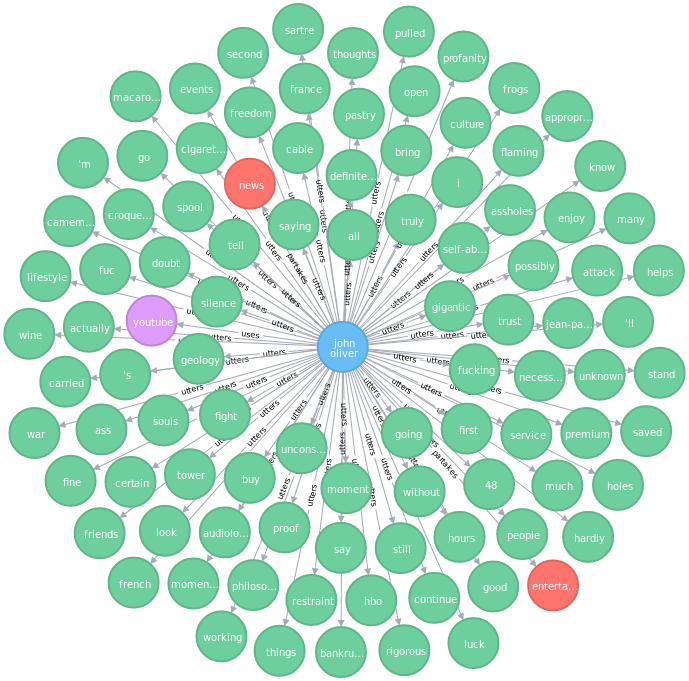 sartre
pulled
second
thoughts
profanity
macaro...
events
france
open
frogs
freedom
pastry
culture
appropr...
'm
go
cigaret...
cable
bring
flaming
know
news
definite...
i
camem...
croque...
spool
saying
all
truly
assholes
enjoy
many
tell
self-ab...
lifestyle
fuc
doubt
possibly
attack
helps
silence
gigantic
wine
actually
youtube
trust
jean-pa...
'll
john
oliver
carried
's
geology
fucking
necess...
unknown
stand
war
ass
souls
fight
going
first
service
premium
saved
uncons...
fine
certain
tower
buy
moment
without
48
much
holes
friends
look
audiolo...
proof
say
still
hours
people
hardly
french
momen...
philoso...
restraint
hbo
continue
good
enterta...
working
things
bankru...
rigorous
luck
utters
uses
partakes
partakes